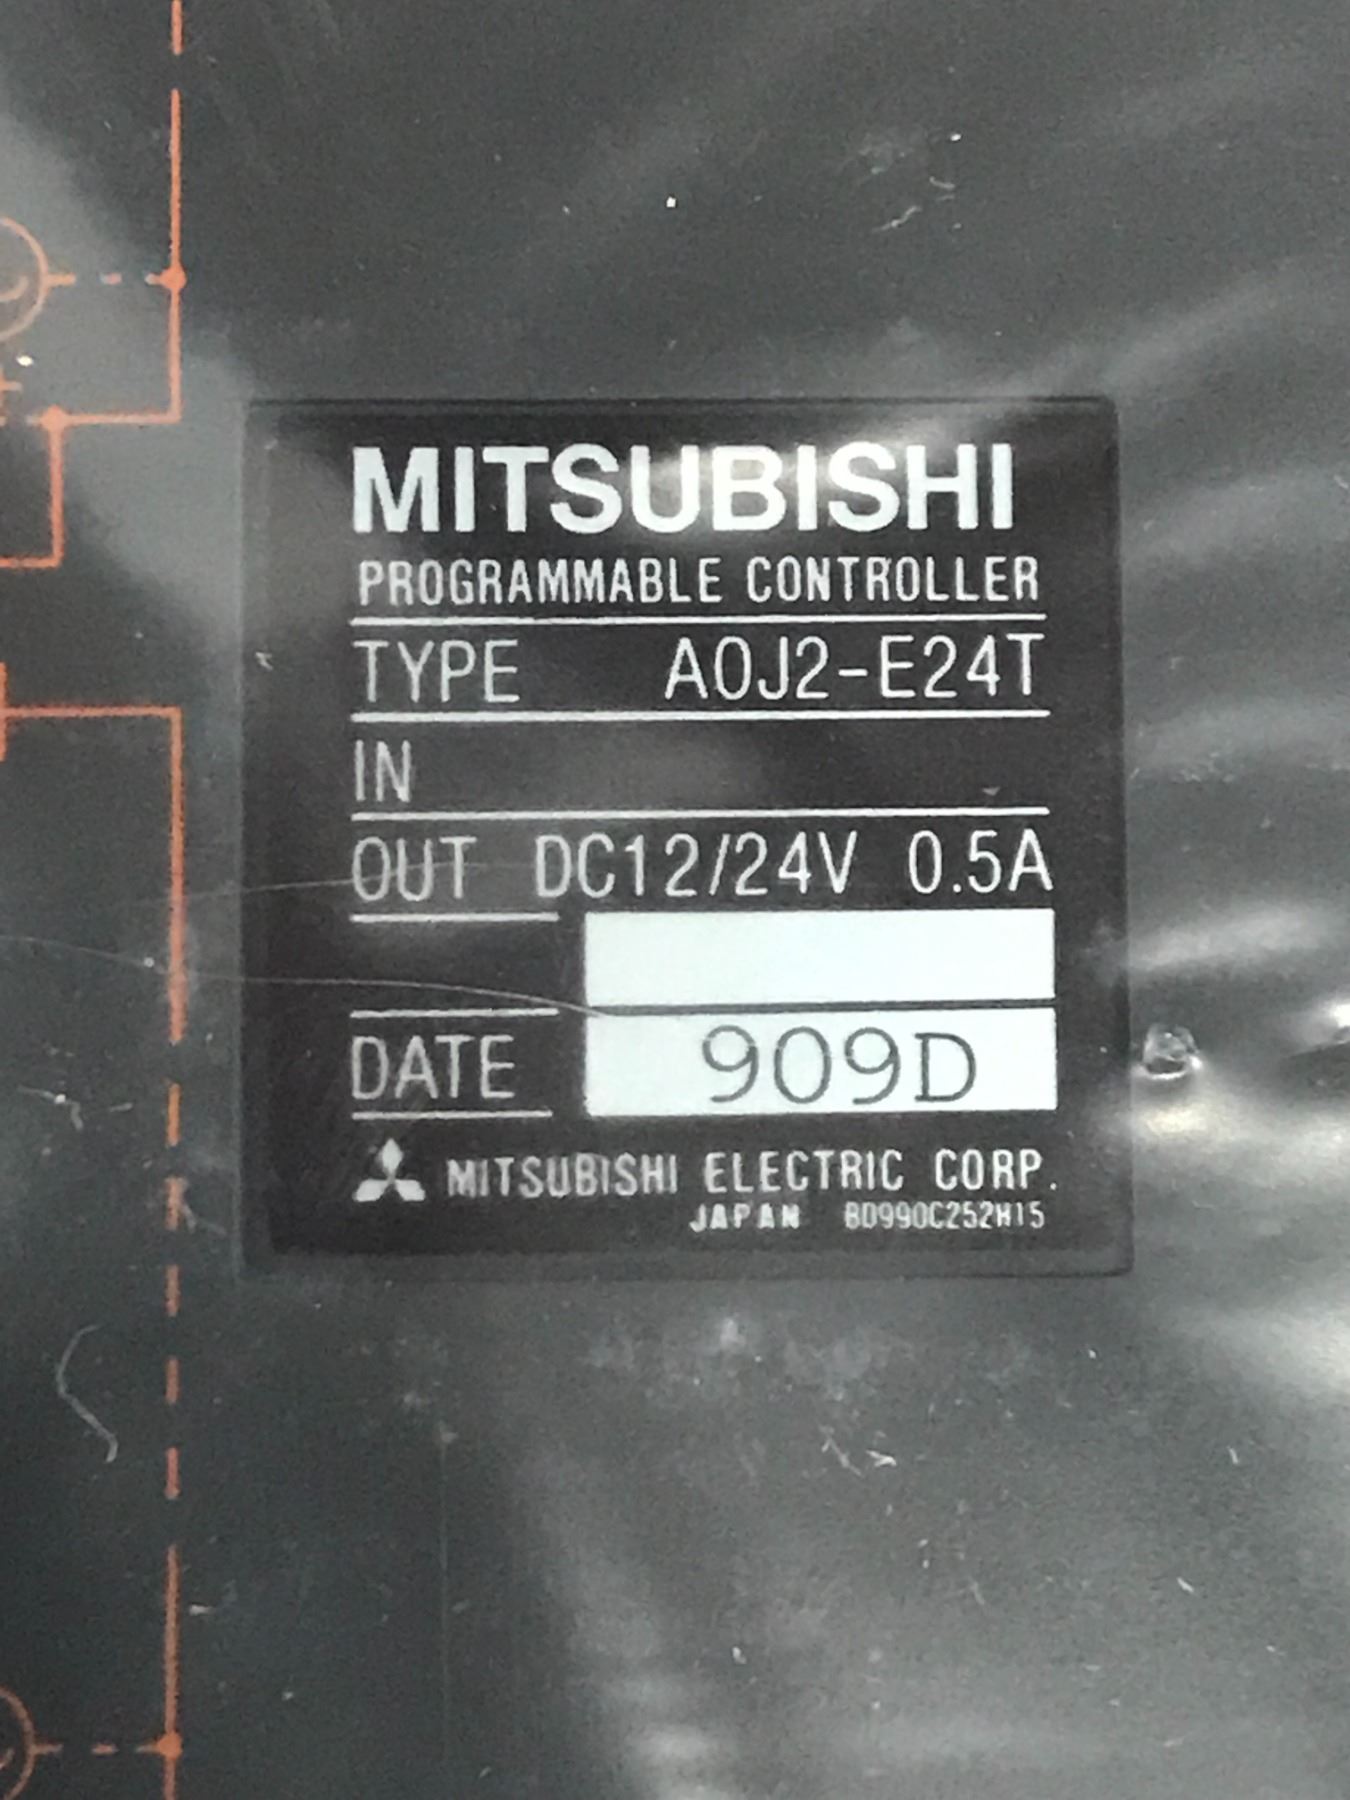 MITSUBISHI
PROGRAMMABLE CONTROLLER
TYPE A0J2-E24T
IN
OUT DC12/24V 0.5A
DATE 909D
MITSUBISHI ELECTRIC CORP.
JAPAN BD990C252H15